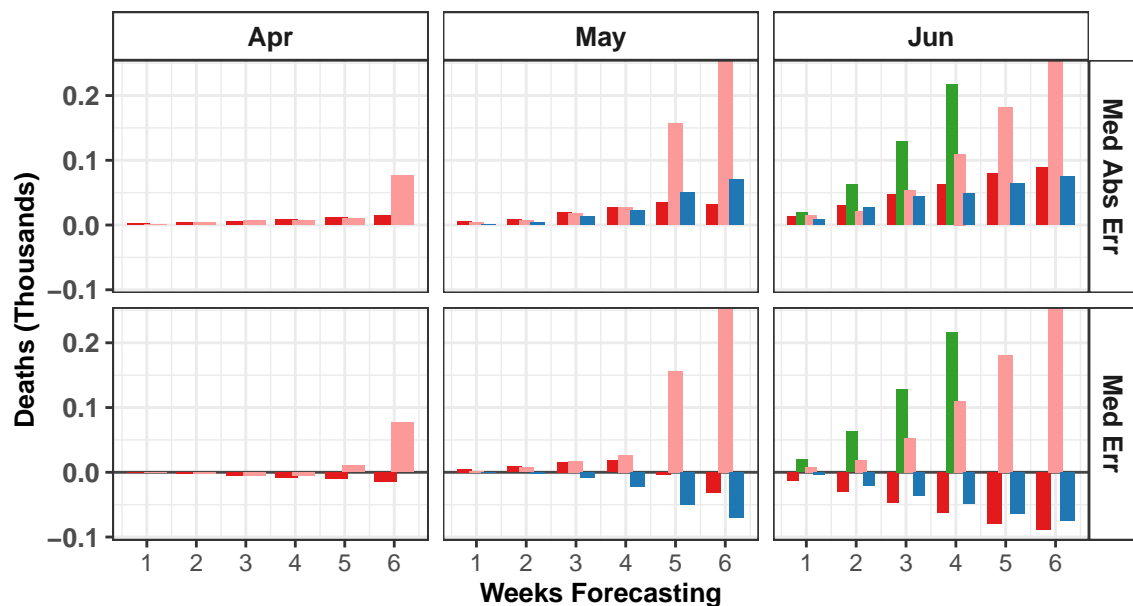 Apr May Jun
0.2
0.1
0.0
−0.1
Med Abs Err
0.2
0.1
0.0
−0.1
Med Err
1 2 3 4 5 6 1 2 3 4 5 6 1 2 3 4 5 6
Weeks Forecasting
Deaths (Thousands)